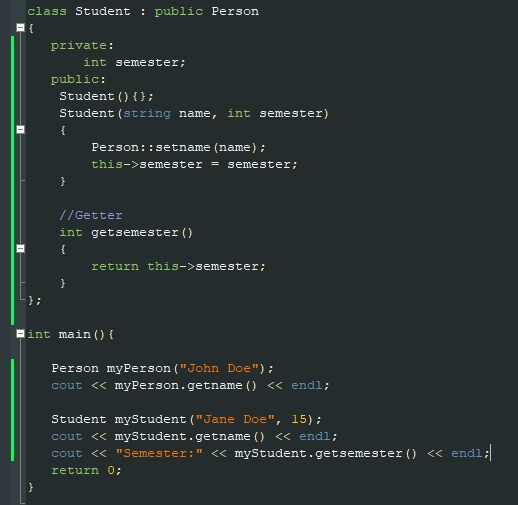 class Student : public Person
{
private:
int semester;
public:
Student(){};
Student(string name, int semester)
{
Person::setname(name);
this->semester = semester;
}
//Getter
int getsemester()
{
return this->semester;
}
};
int main(){
Person myPerson("John Doe");
cout << myPerson.getname() << endl;
Student myStudent("Jane Doe", 15);
cout << myStudent.getname() << endl;
cout << "Semester:" << myStudent.getsemester() << endl;
return 0;
}